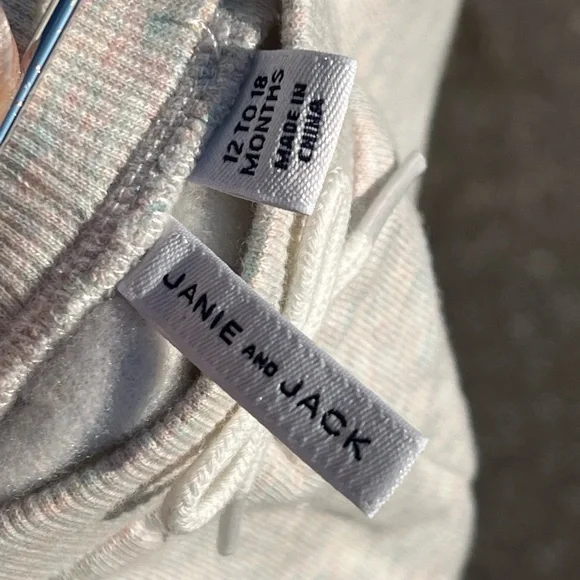 12 TO 18
MONTHS
MADE IN
CHINA
JANIE AND JACK